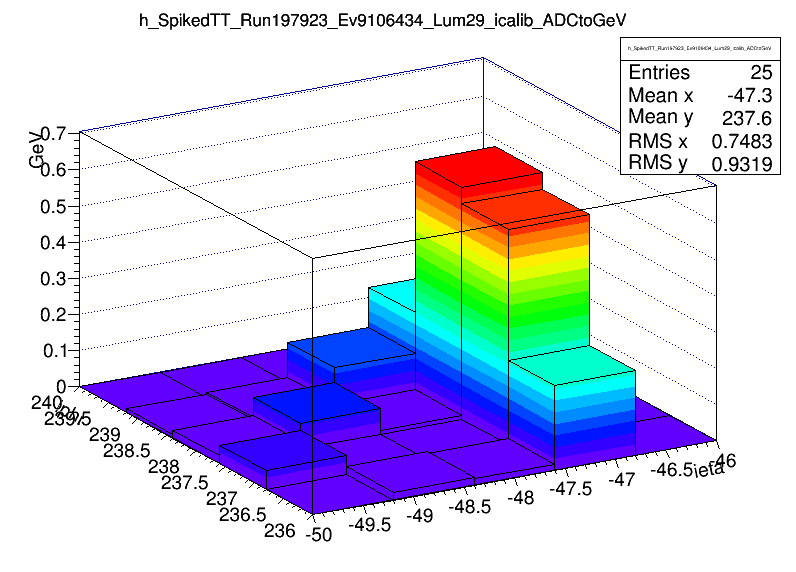 h_SpikedTT_Run197923_Ev9106434_Lum29_icalib_ADCtoGeV
h_SpikedTT_Run197923_Ev9106434_Lum29_icalib_ADCtoGeV
Entries 25
Mean x -47.3
Mean y 237.6
RMS x 0.7483
RMS y 0.9319
GeV
0.7
0.6
0.5
0.4
0.3
0.2
0.1
0
240
239.5
239
238.5
238
237.5
237
236.5
236
-50
-49.5
-49
-48.5
-48
-47.5
-47
-46.5
-46
ieta